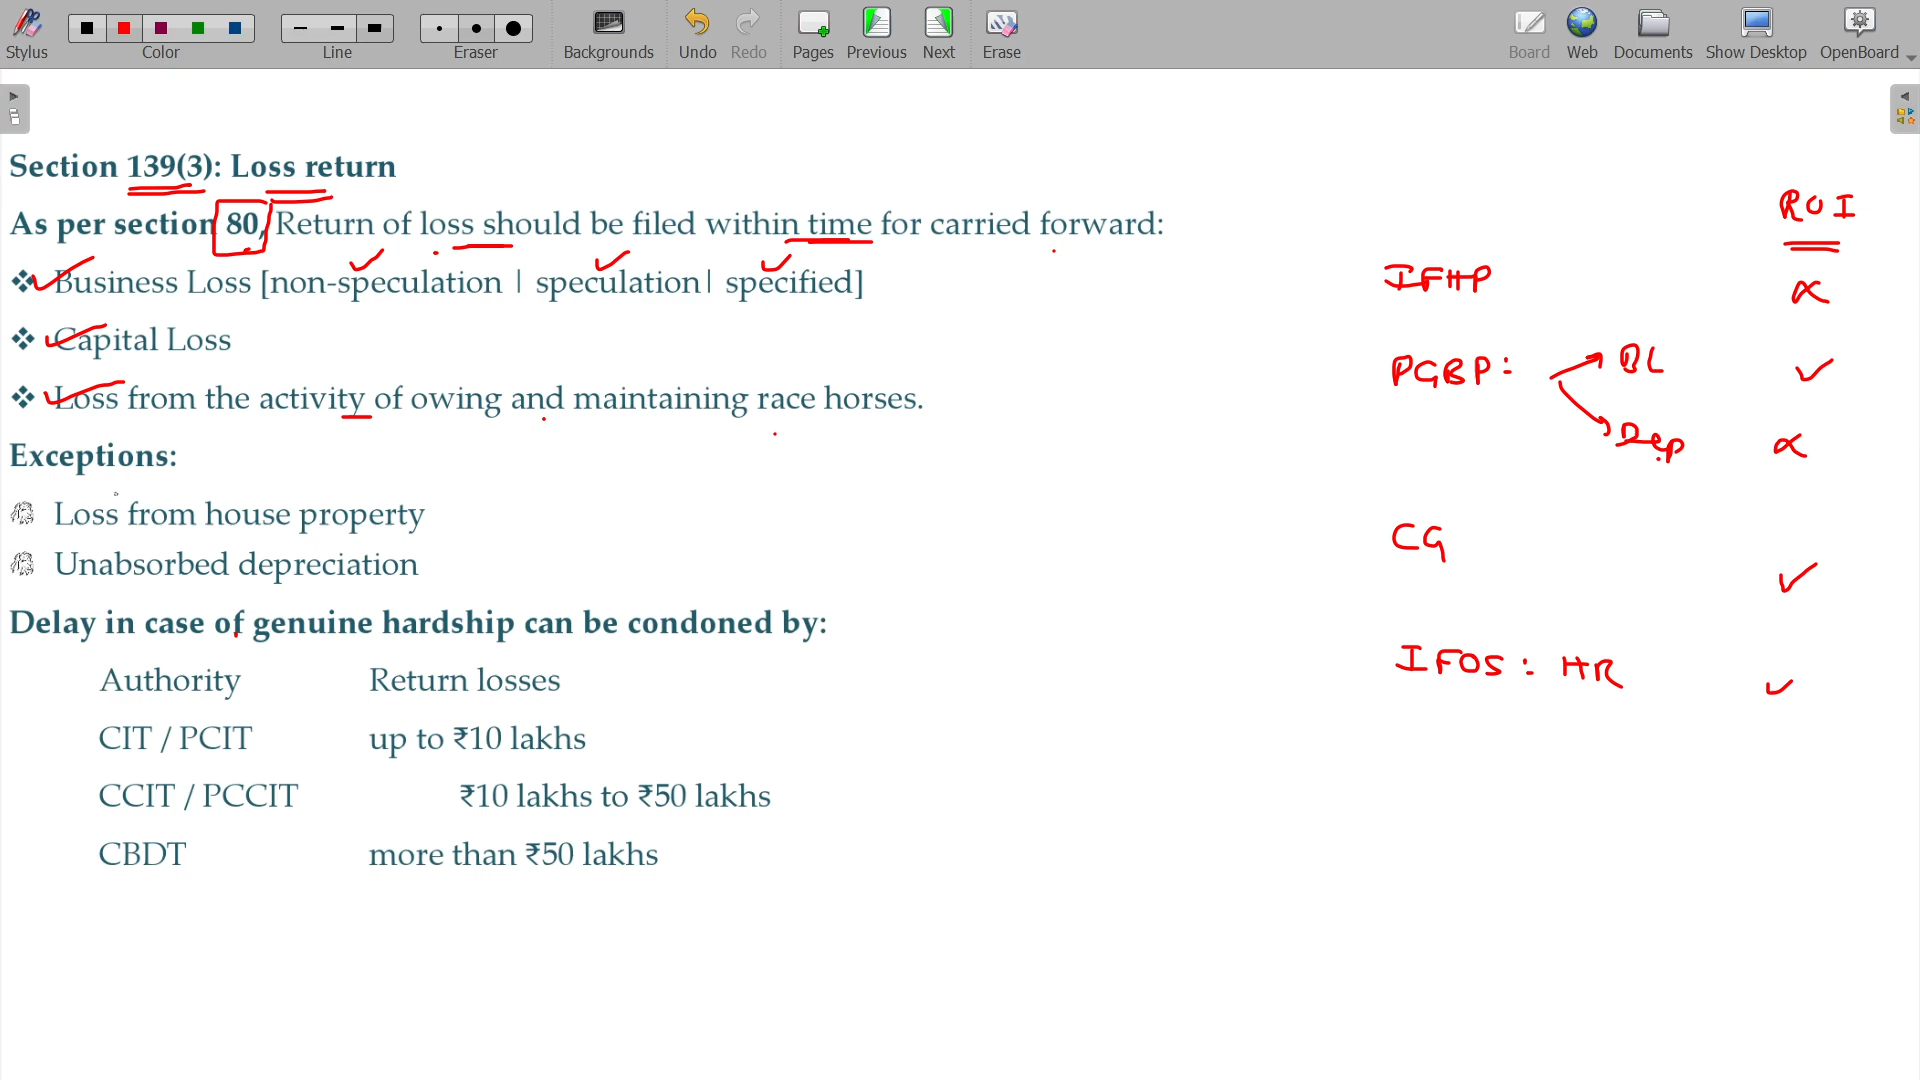 Stylus Color Line Eraser Backgrounds Undo Redo Pages Previous Next Erase Board Web Documents Show Desktop OpenBoard
Section 139(3): Loss return
As per section 80, Return of loss should be filed within time for carried forward:
❖ Business Loss [non-speculation | speculation| specified]
❖ Capital Loss
❖ Loss from the activity of owing and maintaining race horses.
Exceptions:
Loss from house property
Unabsorbed depreciation
Delay in case of genuine hardship can be condoned by:
Authority Return losses
CIT / PCIT up to ₹10 lakhs
CCIT / PCCIT ₹10 lakhs to ₹50 lakhs
CBDT more than ₹50 lakhs
ROI
IFHP
PGBP: BL
Dep
CG
IFOS: HR